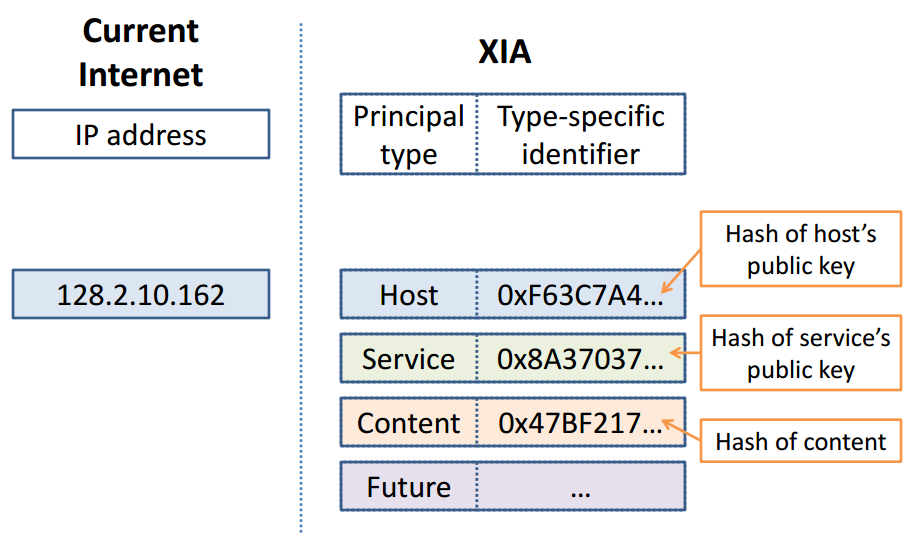 Current
Internet
IP address
128.2.10.162
XIA
Principal
type
Type-specific
identifier
Host
0xF63C7A4…
Hash of host's
public key
Service
0x8A37037…
Hash of service's
public key
Content
0x47BF217…
Hash of content
Future
…